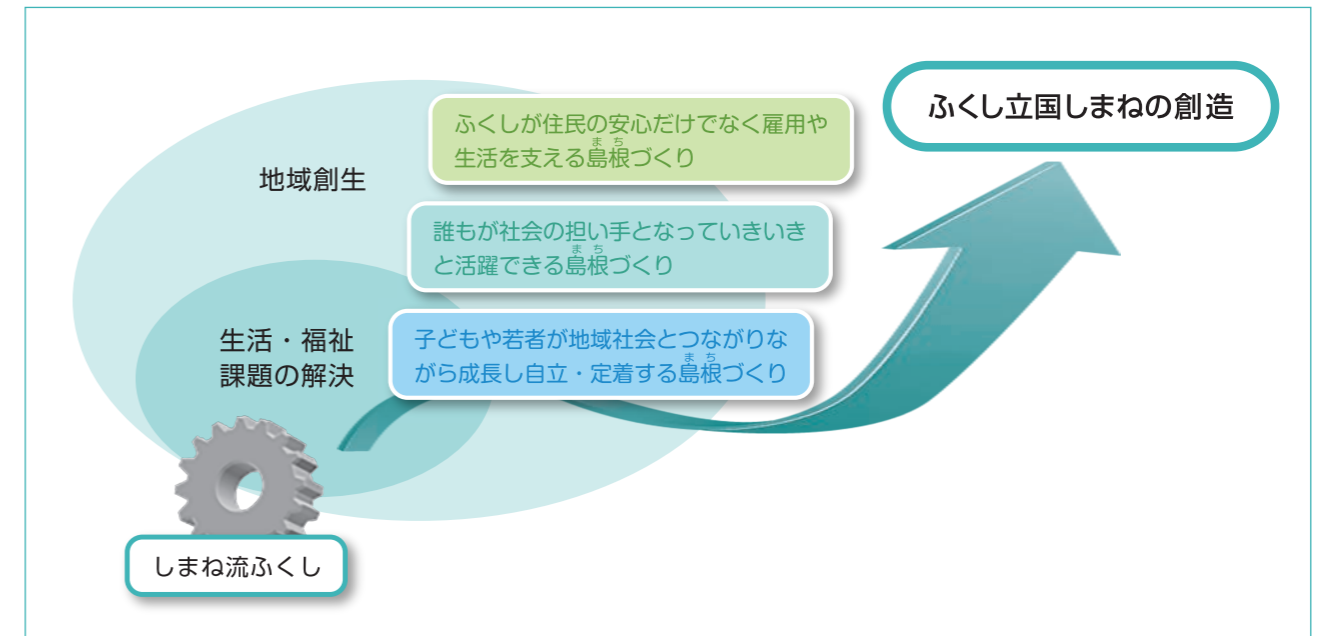 ふくし立国しまねの創造
ふくしが住民の安心だけでなく雇用や
生活を支える島根づくり
まち
地域創生
誰もが社会の担い手となっていきいき
と活躍できる島根づくり
まち
生活・福祉
課題の解決
子どもや若者が地域社会とつながりな
がら成長し自立・定着する島根づくり
まち
しまね流ふくし